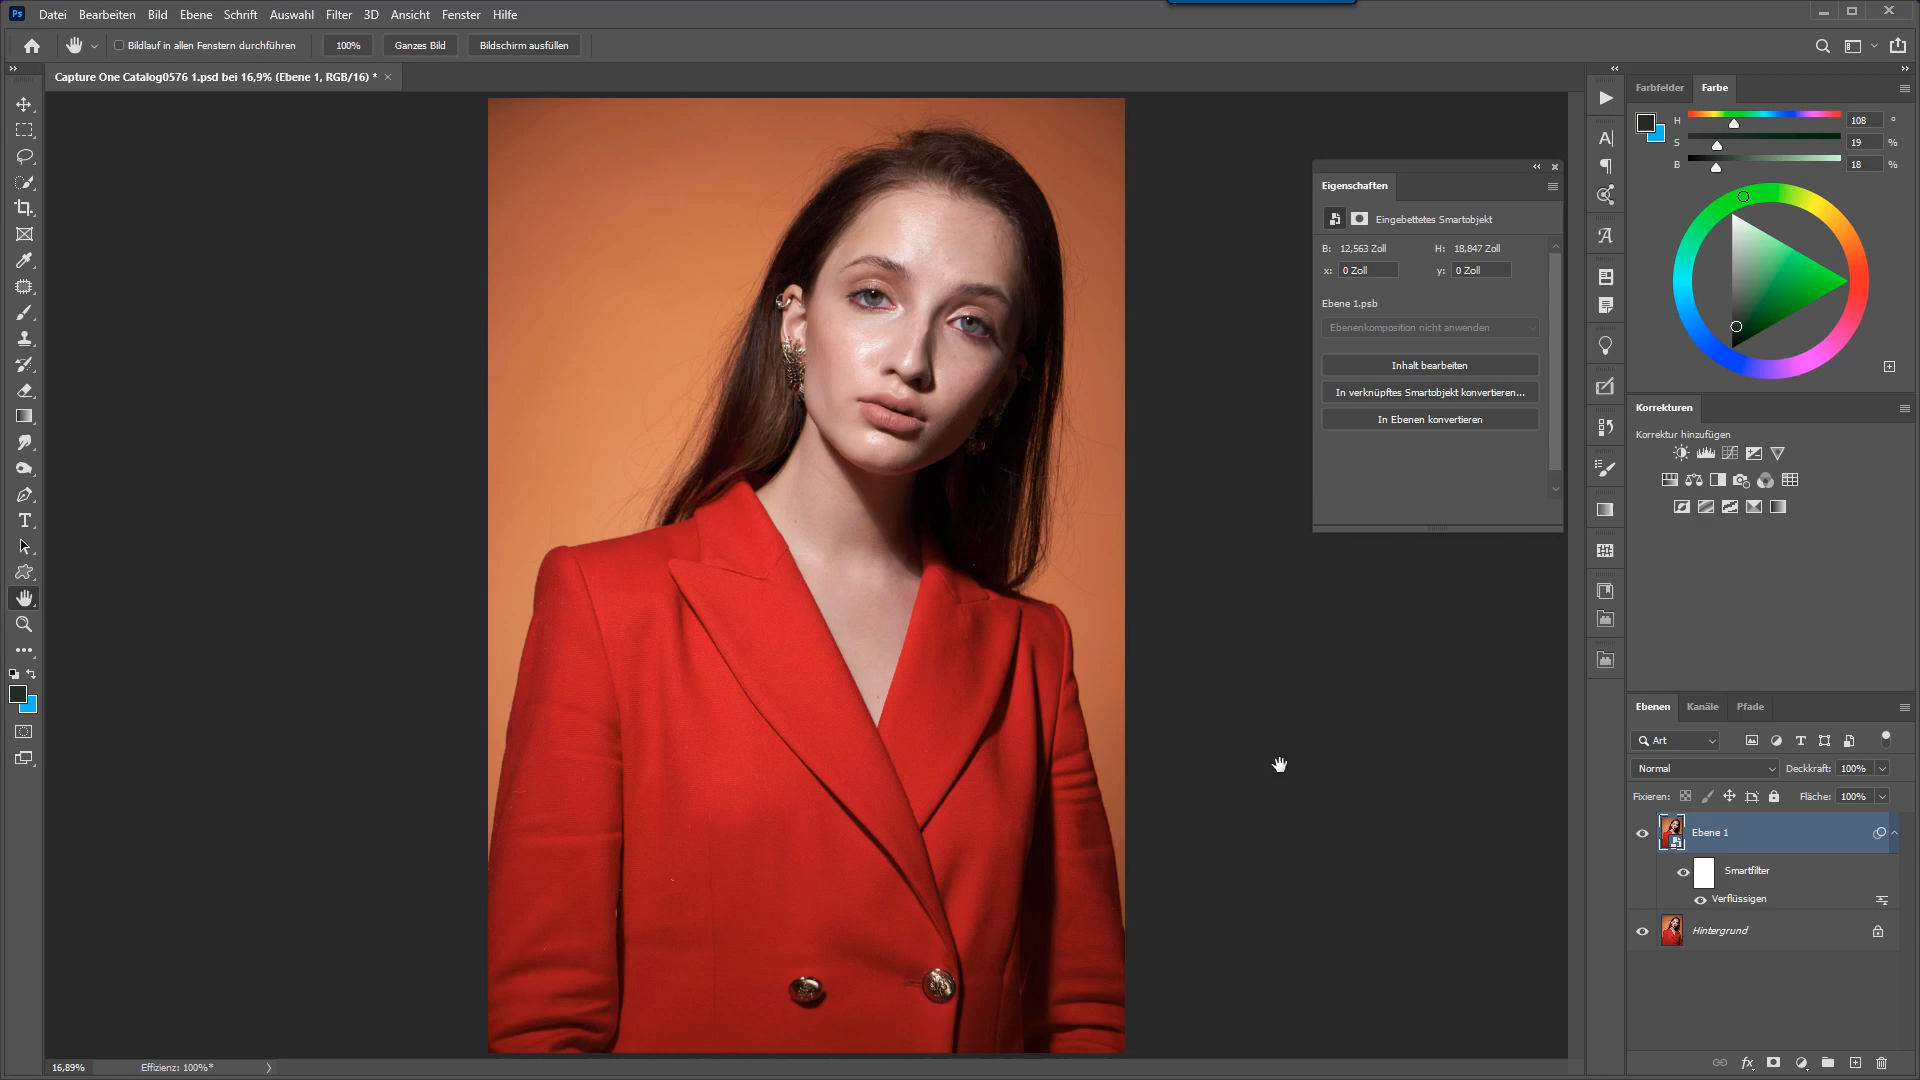 Ps Datei Bearbeiten Bild Ebene Schrift Auswahl Filter 3D Ansicht Fenster Hilfe
Bildlauf in allen Fenstern durchführen 100% Ganzes Bild Bildschirm ausfüllen
Capture One Catalog0576 1.psd bei 16,9% (Ebene 1, RGB/16) *
Farbfelder Farbe
H 108 °
S 19 %
B 18 %
Eigenschaften
Eingebettetes Smartobjekt
B: 12,563 Zoll H: 18,847 Zoll
x: 0 Zoll y: 0 Zoll
Ebene 1.psb
Ebenenkomposition nicht anwenden
Inhalt bearbeiten
In verknüpftes Smartobjekt konvertieren...
In Ebenen konvertieren
Korrekturen
Korrektur hinzufügen
Ebenen Kanäle Pfade
Art
Normal Deckkraft: 100%
Fixieren: Fläche: 100%
Ebene 1
Smartfilter
Verflüssigen
Hintergrund
16,89% Effizienz: 100%*
fx